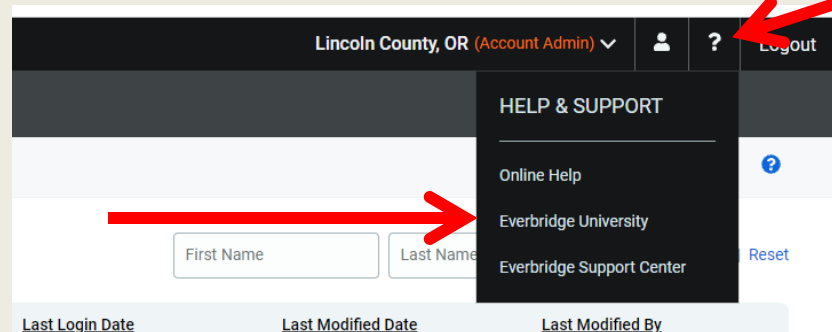 Lincoln County, OR (Account Admin) ? Logout
HELP & SUPPORT
?
Online Help
Everbridge University
First Name Last Name Reset
Everbridge Support Center
Last Login Date Last Modified Date Last Modified By